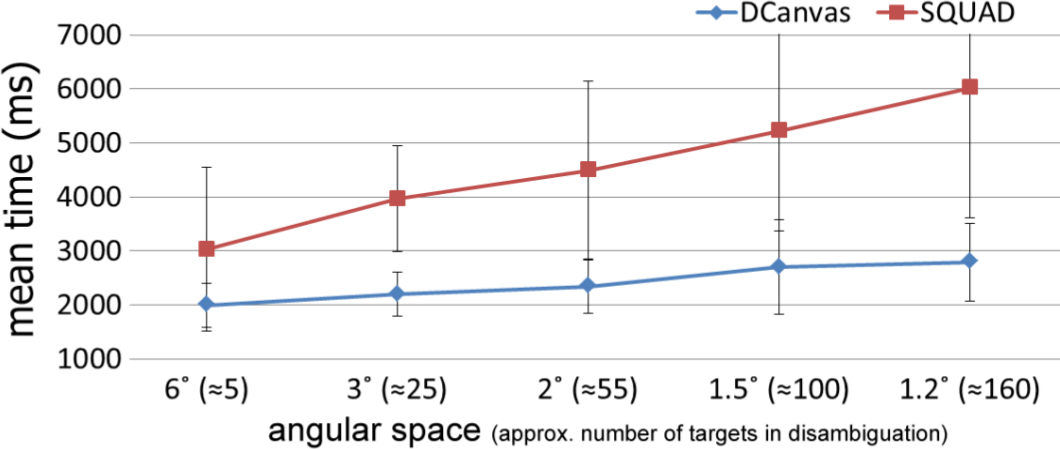 DCanvas SQUAD
7000
6000
5000
4000
3000
2000
1000
mean time (ms)
6˚ (≈5) 3˚ (≈25) 2˚ (≈55) 1.5˚ (≈100) 1.2˚ (≈160)
angular space (approx. number of targets in disambiguation)